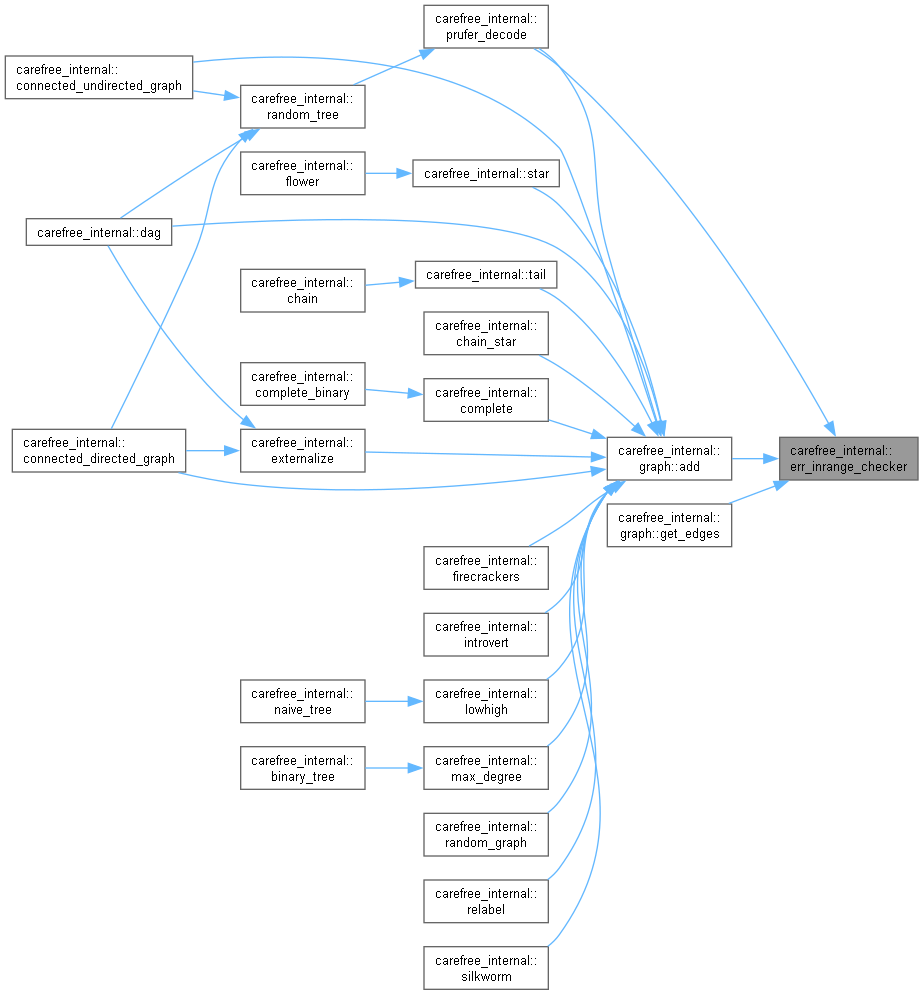 carefree_internal::
prufer_decode
carefree_internal::
connected_undirected_graph
carefree_internal::
random_tree
carefree_internal::
flower
carefree_internal::star
carefree_internal::dag
carefree_internal::tail
carefree_internal::
chain
carefree_internal::
chain_star
carefree_internal::
complete_binary
carefree_internal::
complete
carefree_internal::
connected_directed_graph
carefree_internal::
externalize
carefree_internal::
graph::add
carefree_internal::
err_inrange_checker
carefree_internal::
graph::get_edges
carefree_internal::
firecrackers
carefree_internal::
introvert
carefree_internal::
naive_tree
carefree_internal::
lowhigh
carefree_internal::
binary_tree
carefree_internal::
max_degree
carefree_internal::
random_graph
carefree_internal::
relabel
carefree_internal::
silkworm